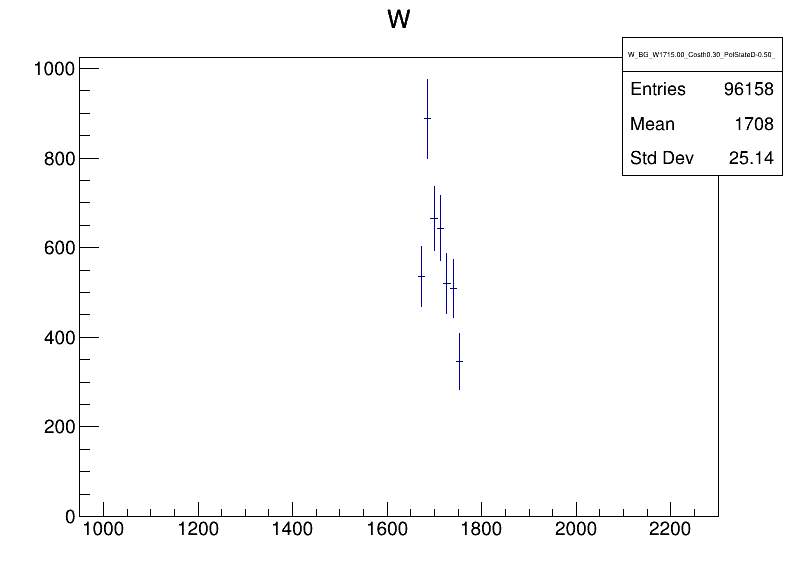 W
W_BG_W1715.00_Costh0.30_PolStateD-0.50_
Entries 96158
Mean 1708
Std Dev 25.14
1000
800
600
400
200
0
1000 1200 1400 1600 1800 2000 2200